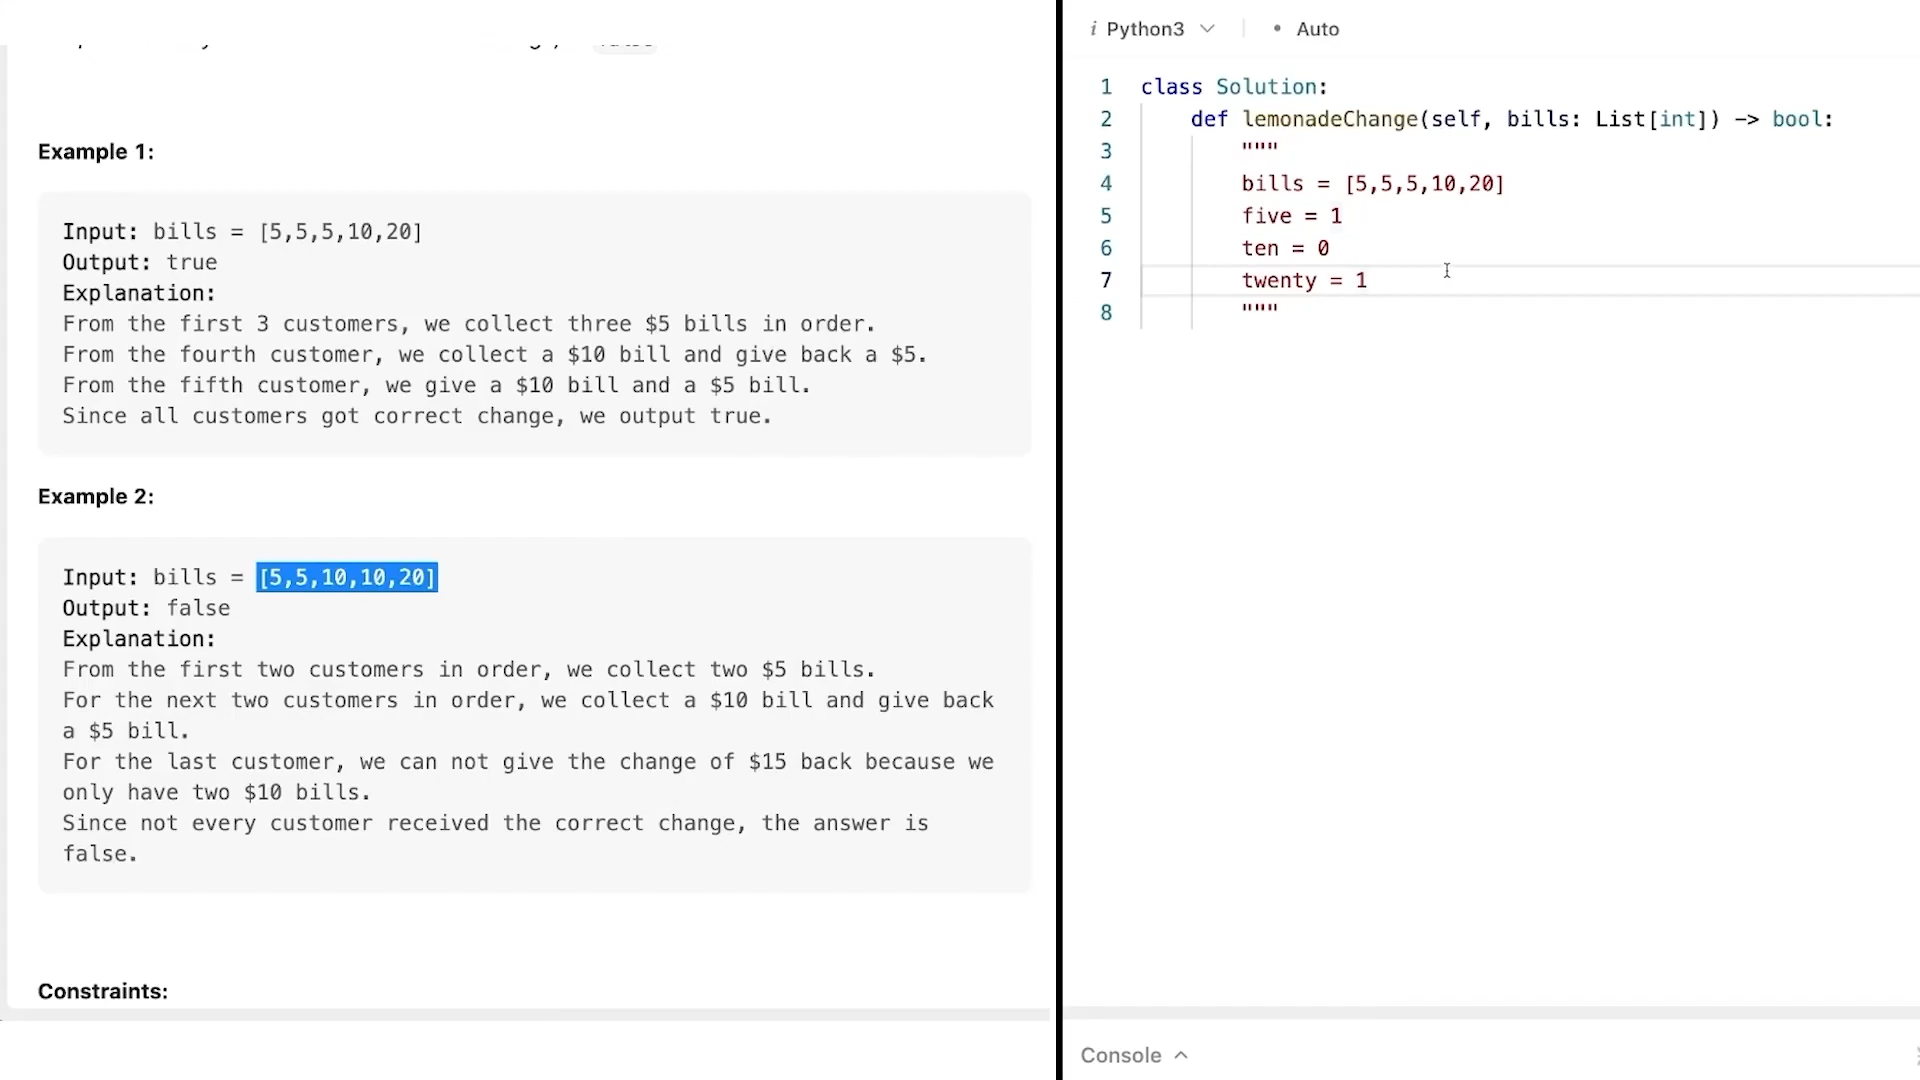 Example 1:
Input: bills = [5,5,5,10,20]
Output: true
Explanation:
From the first 3 customers, we collect three $5 bills in order.
From the fourth customer, we collect a $10 bill and give back a $5.
From the fifth customer, we give a $10 bill and a $5 bill.
Since all customers got correct change, we output true.
Example 2:
Input: bills = [5,5,10,10,20]
Output: false
Explanation:
From the first two customers in order, we collect two $5 bills.
For the next two customers in order, we collect a $10 bill and give back
a $5 bill.
For the last customer, we can not give the change of $15 back because we
only have two $10 bills.
Since not every customer received the correct change, the answer is
false.
Constraints:
i Python3
• Auto
1 class Solution:
2 def lemonadeChange(self, bills: List[int]) -> bool:
3 """
4 bills = [5,5,5,10,20]
5 five = 1
6 ten = 0
7 twenty = 1
8 """
Console